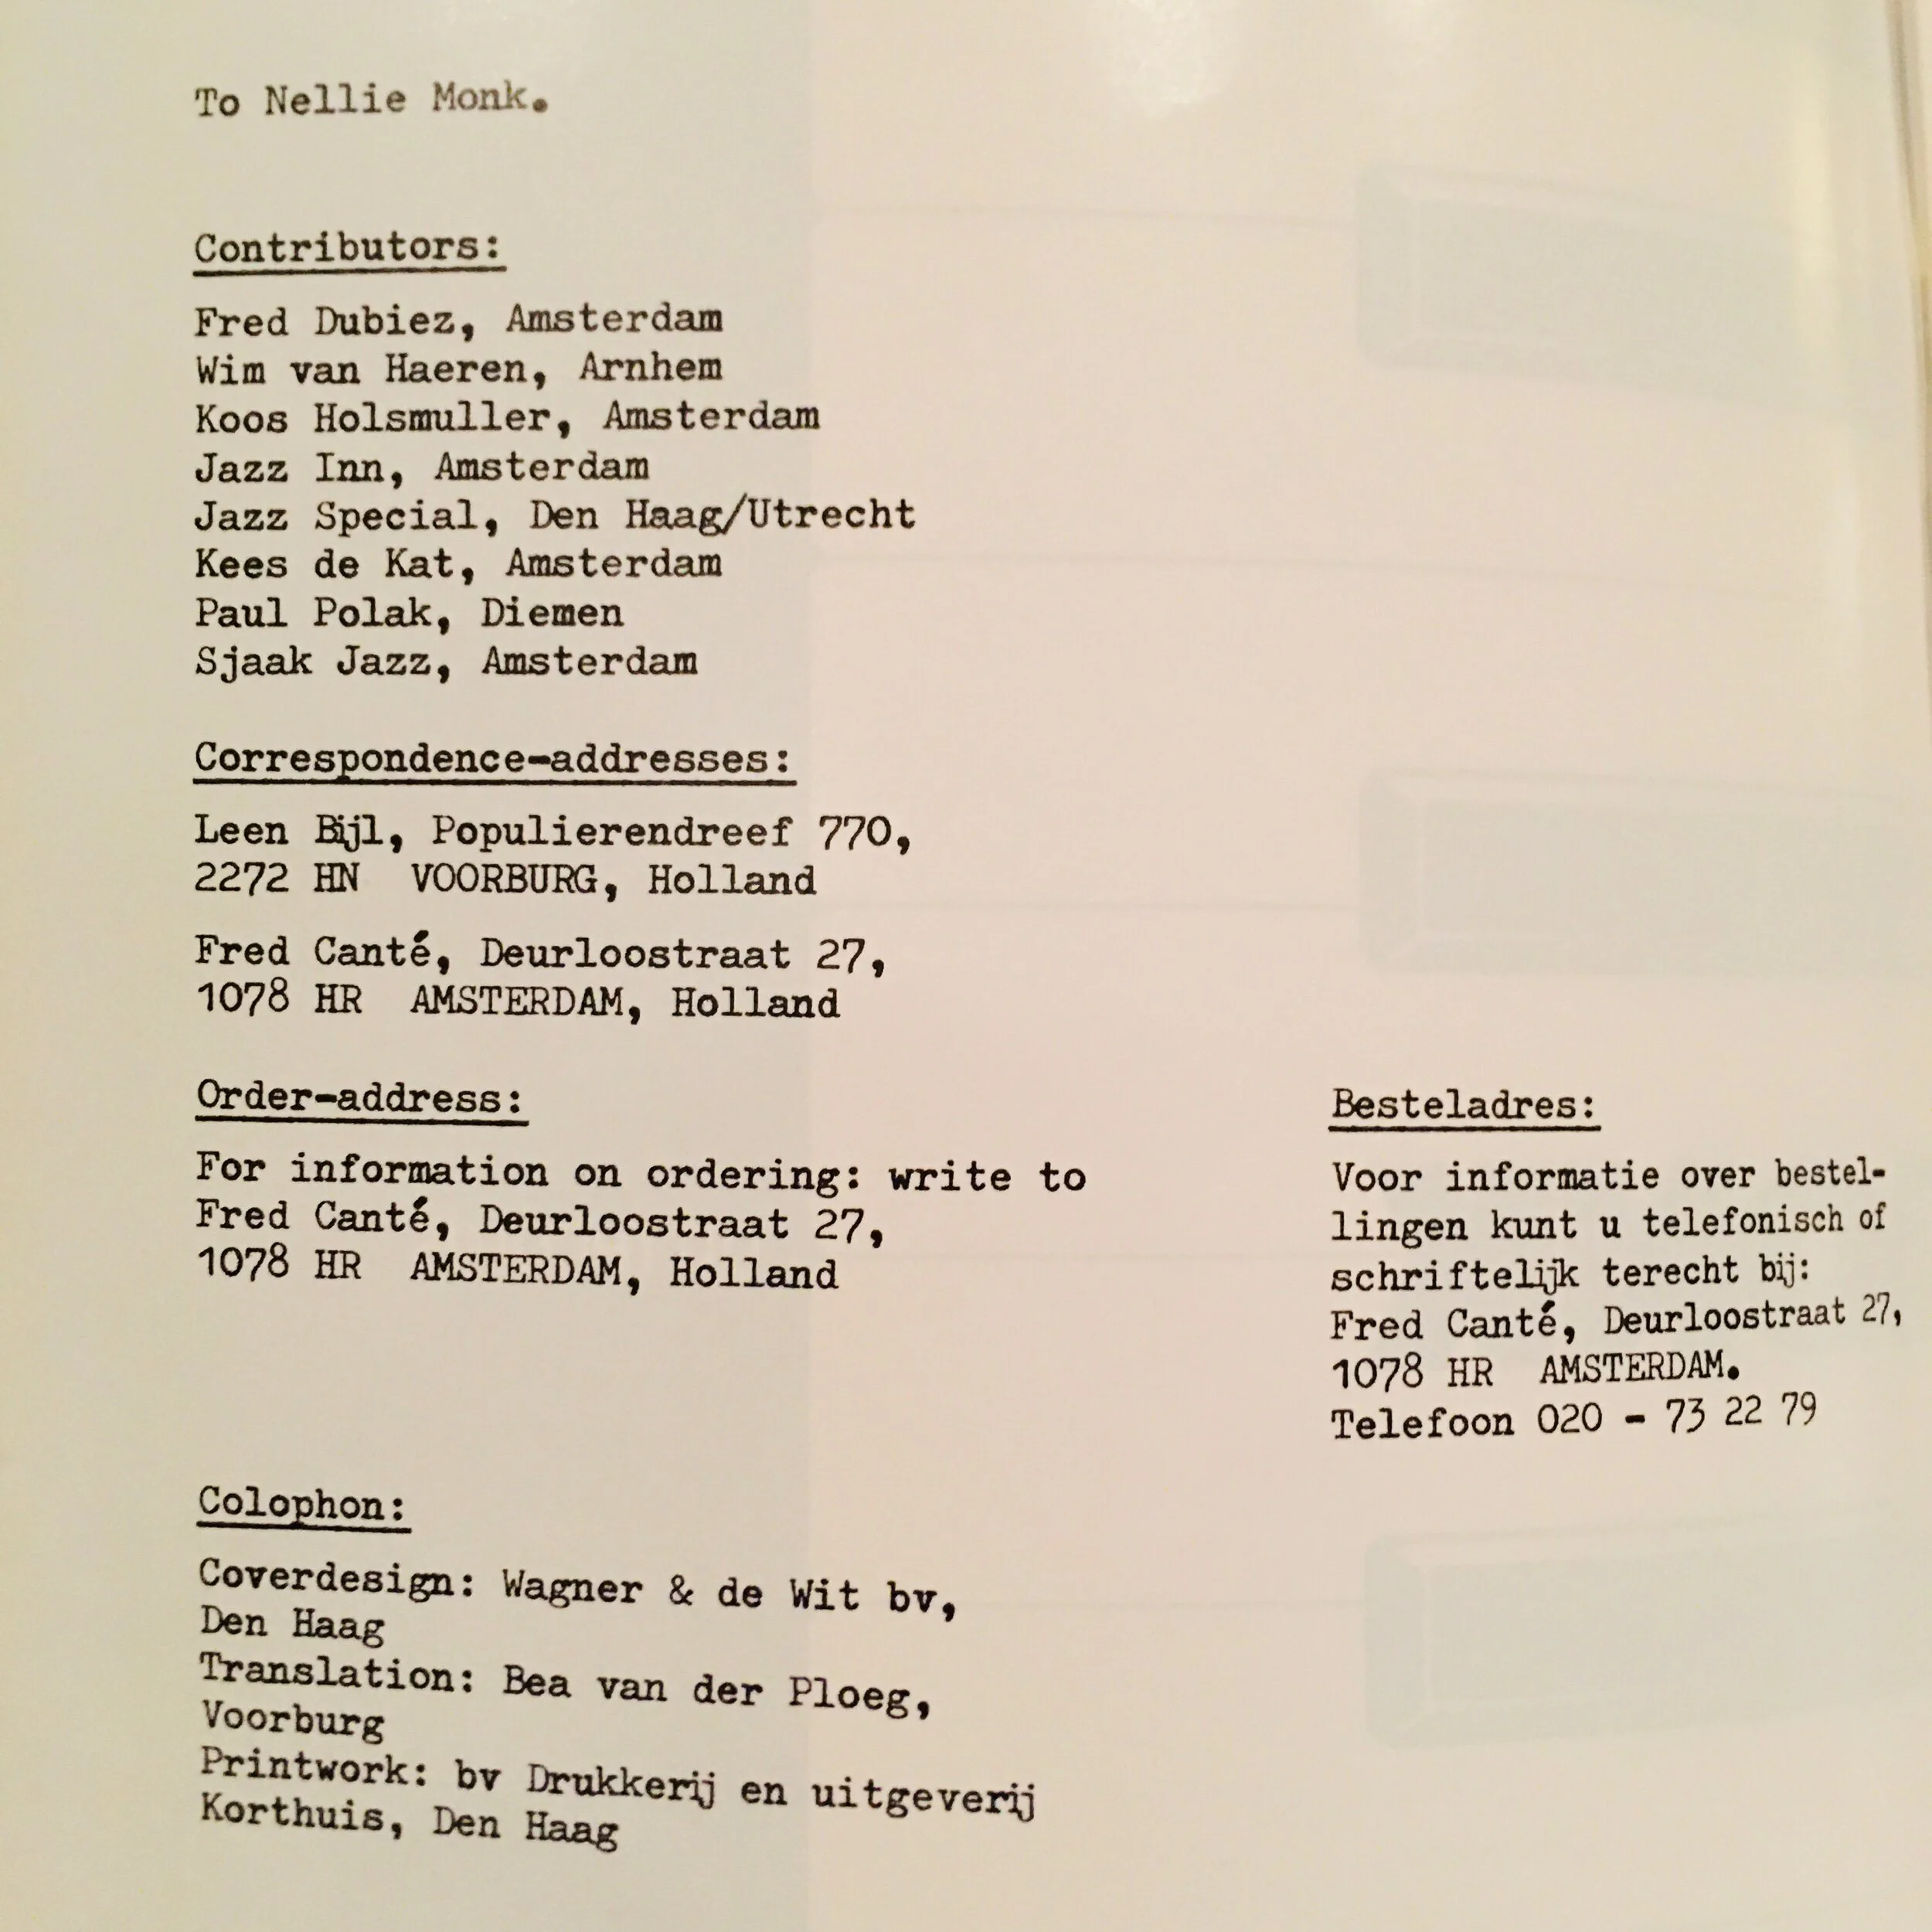 To Nellie Monk.
Contributors:
Fred Dubiez, Amsterdam
Wim van Haeren, Arnhem
Koos Holsmuller, Amsterdam
Jazz Inn, Amsterdam
Jazz Special, Den Haag/Utrecht
Kees de Kat, Amsterdam
Paul Polak, Diemen
Sjaak Jazz, Amsterdam
Correspondence-addresses:
Leen Bijl, Populierendreef 770,
2272 HN VOORBURG, Holland
Fred Canté, Deurloostraat 27,
1078 HR AMSTERDAM, Holland
Order-address:
For information on ordering: write to
Fred Canté, Deurloostraat 27,
1078 HR AMSTERDAM, Holland
Besteladres:
Voor informatie over bestel-
lingen kunt u telefonisch of
schriftelijk terecht bij:
Fred Canté, Deurloostraat 27,
1078 HR AMSTERDAM.
Telefoon 020 - 73 22 79
Colophon:
Coverdesign: Wagner & de Wit bv,
Den Haag
Translation: Bea van der Ploeg,
Voorburg
Printwork: bv Drukkerij en uitgeverij
Korthuis, Den Haag